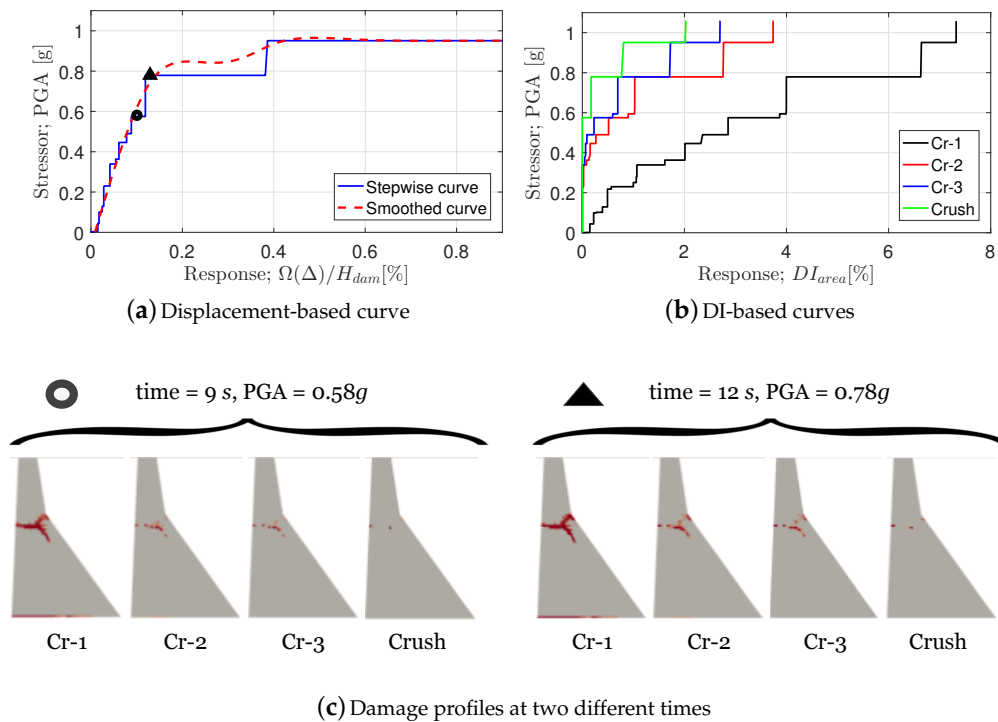 1
0.8
0.6
0.4
0.2
0
Stressor; PGA [g]
0 0.2 0.4 0.6 0.8
Response; Ω(Δ)/H_dam[%]
Stepwise curve
Smoothed curve
(a) Displacement-based curve
1
0.8
0.6
0.4
0.2
0
Stressor; PGA [g]
0 2 4 6 8
Response; DI_area[%]
Cr-1
Cr-2
Cr-3
Crush
(b) DI-based curves
time = 9 s, PGA = 0.58g
time = 12 s, PGA = 0.78g
Cr-1 Cr-2 Cr-3 Crush
Cr-1 Cr-2 Cr-3 Crush
(c) Damage profiles at two different times